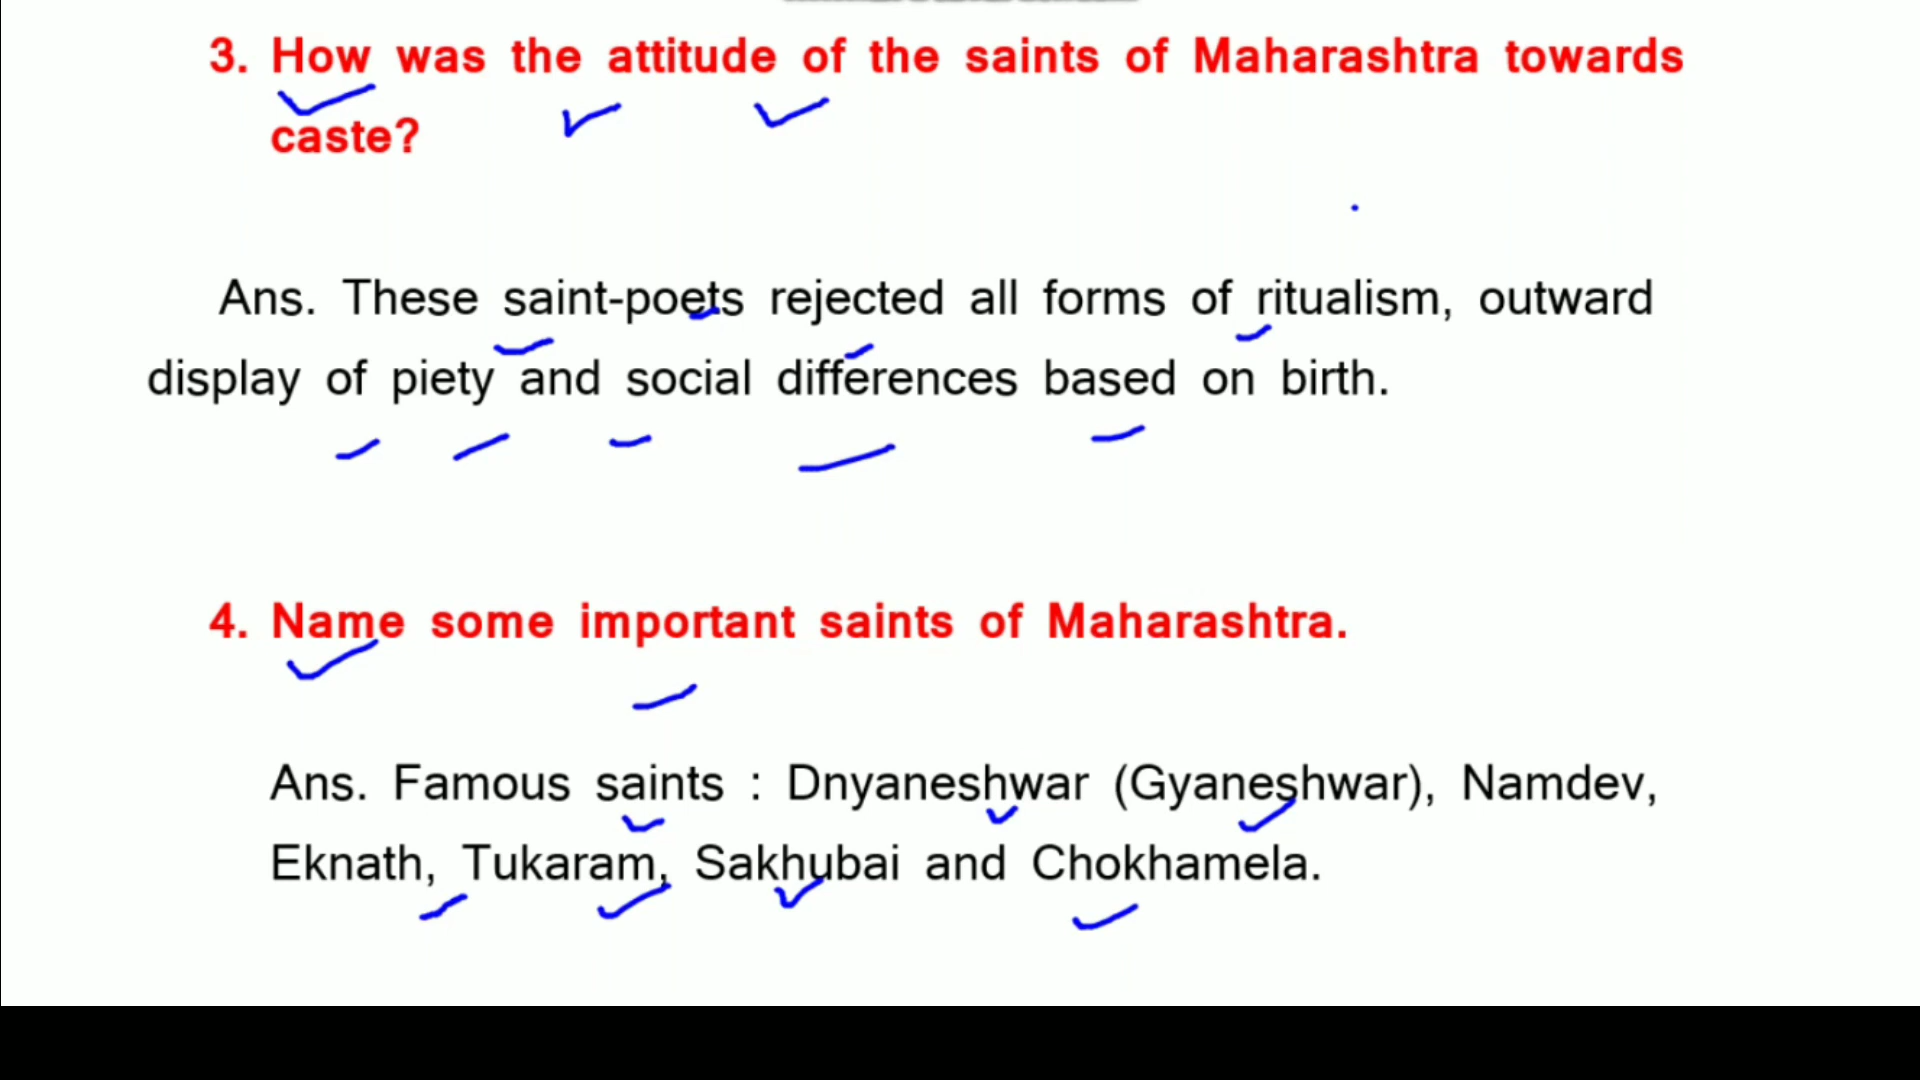 3. How was the attitude of the saints of Maharashtra towards
caste?
Ans. These saint-poets rejected all forms of ritualism, outward
display of piety and social differences based on birth.
4. Name some important saints of Maharashtra.
Ans. Famous saints : Dnyaneshwar (Gyaneshwar), Namdev,
Eknath, Tukaram, Sakhubai and Chokhamela.